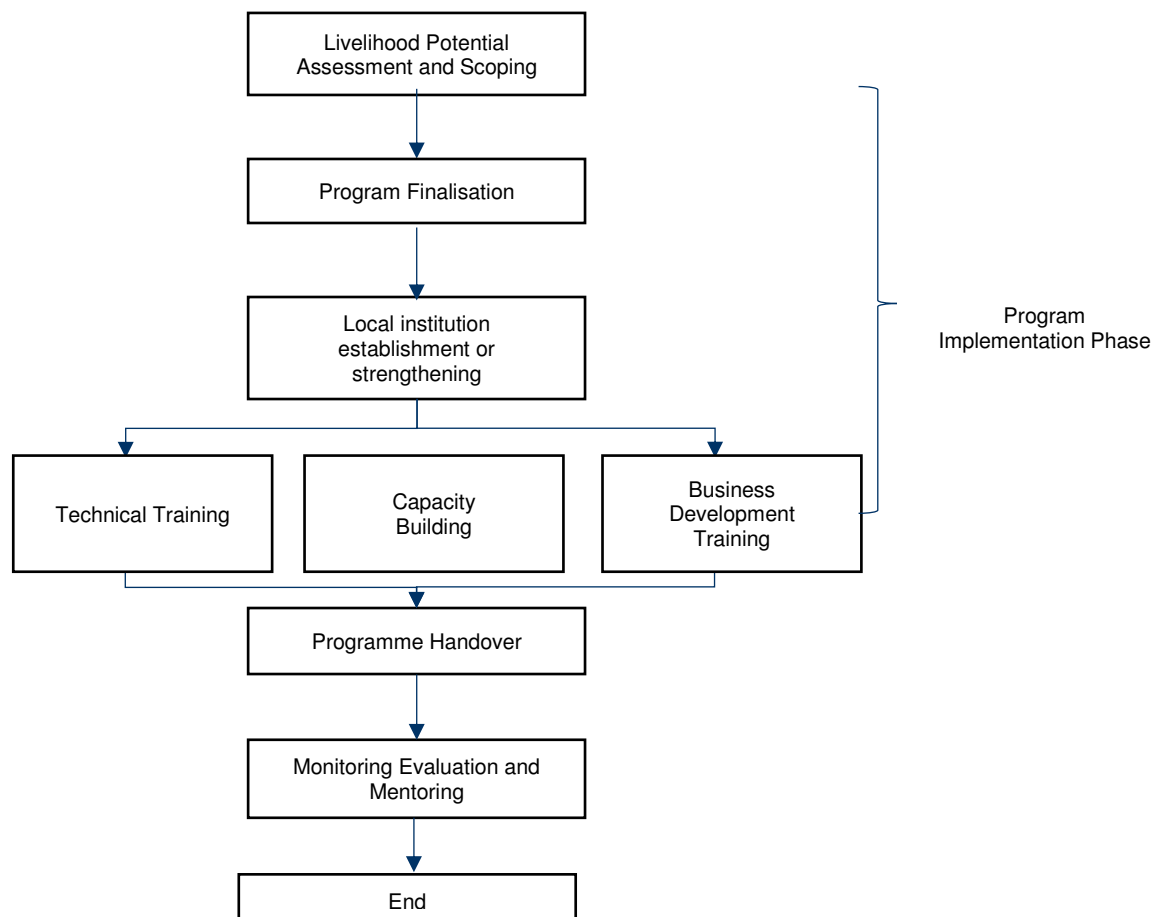 Livelihood Potential
Assessment and Scoping
Program Finalisation
Local institution
establishment or
strengthening
Program
Implementation Phase
Technical Training
Capacity
Building
Business
Development
Training
Programme Handover
Monitoring Evaluation and
Mentoring
End